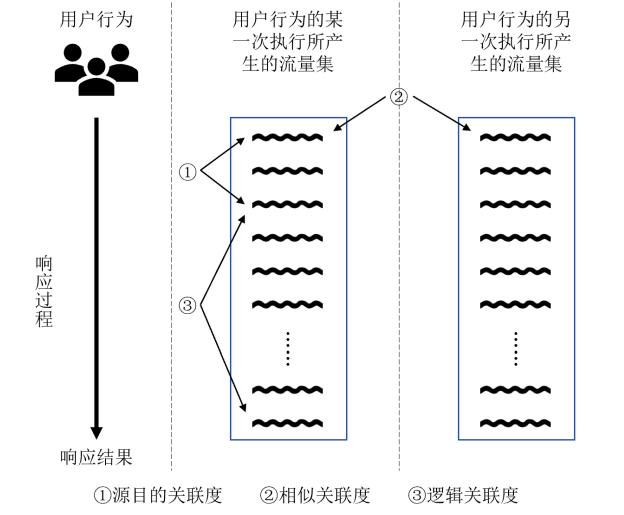 用户行为
用户行为的某
一次执行所产
生的流量集
用户行为的另
一次执行所产
生的流量集
②
①
③
响应过程
响应结果
①源目的关联度 ②相似关联度 ③逻辑关联度